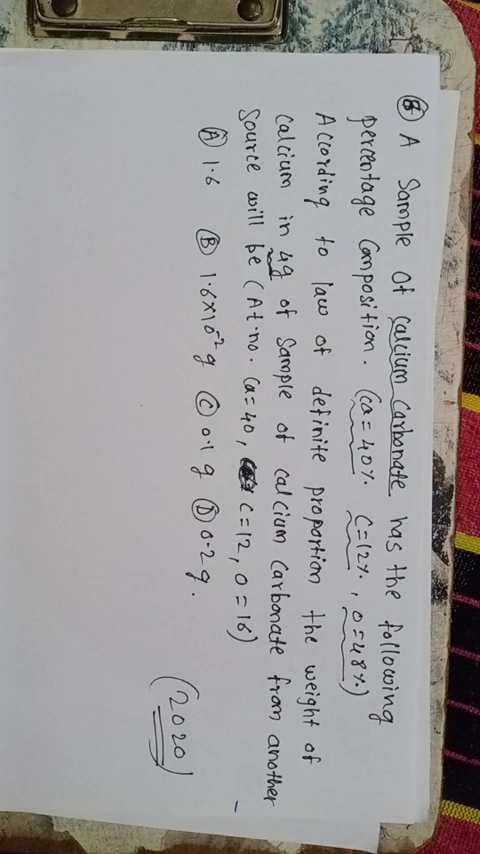 ⑧ A Sample Of Calcium Carbonate has the following
percentage Composition. (Ca = 40% C=12%, O=48%)
According to law of definite proportion the weight of
Calcium in 4g of Sample of calcium carbonate from another
Source will be (At·no. Ca=40, C=12, O=16)
Ⓐ 1.6 Ⓑ 1.6×10⁻² g Ⓒ 0.1 g Ⓓ 0.2 g.
(2020)